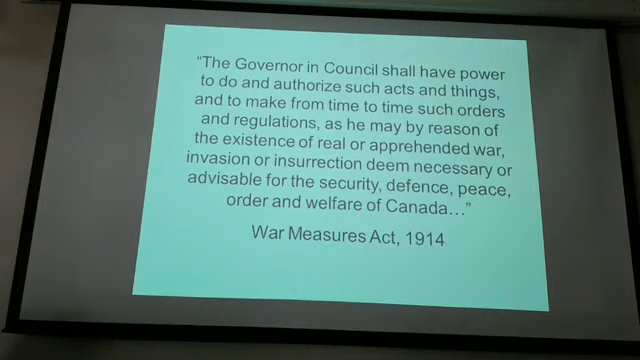 “The Governor in Council shall have power
to do and authorize such acts and things,
and to make from time to time such orders
and regulations, as he may by reason of
the existence of real or apprehended war,
invasion or insurrection deem necessary or
advisable for the security, defence, peace,
order and welfare of Canada…”
War Measures Act, 1914